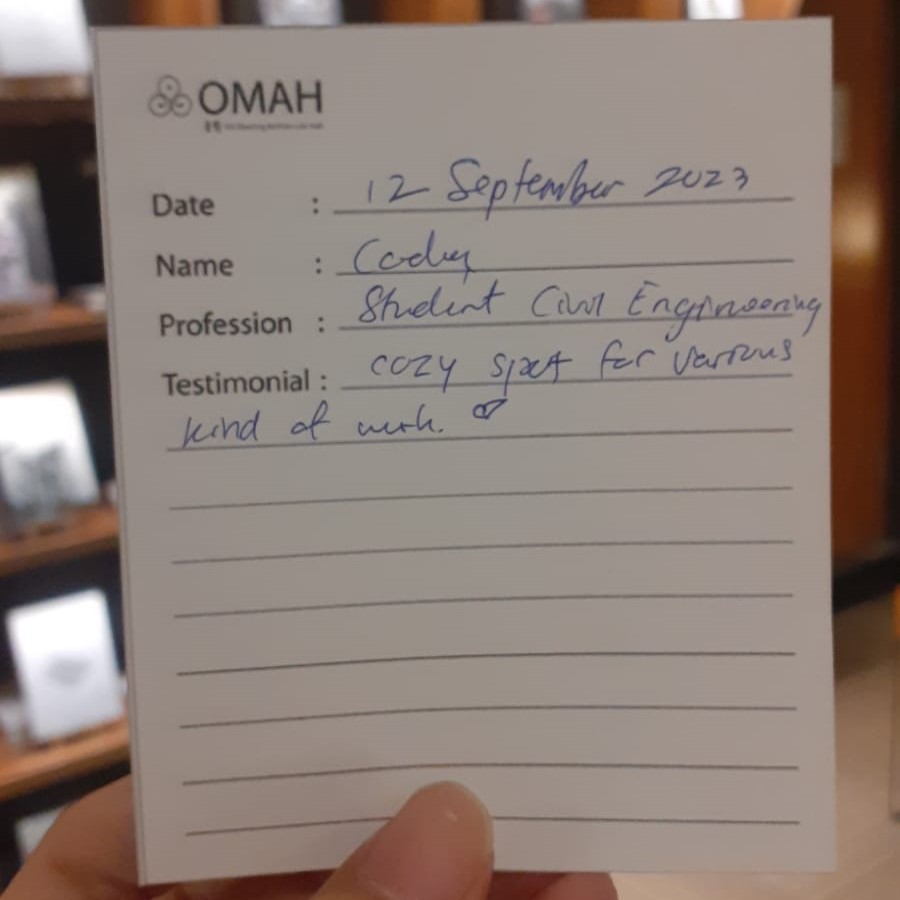 OMAH
Date : 12 September 2023
Name : Cody
Profession : Student Civil Engineering
Testimonial : cozy spot for various
kind of work.